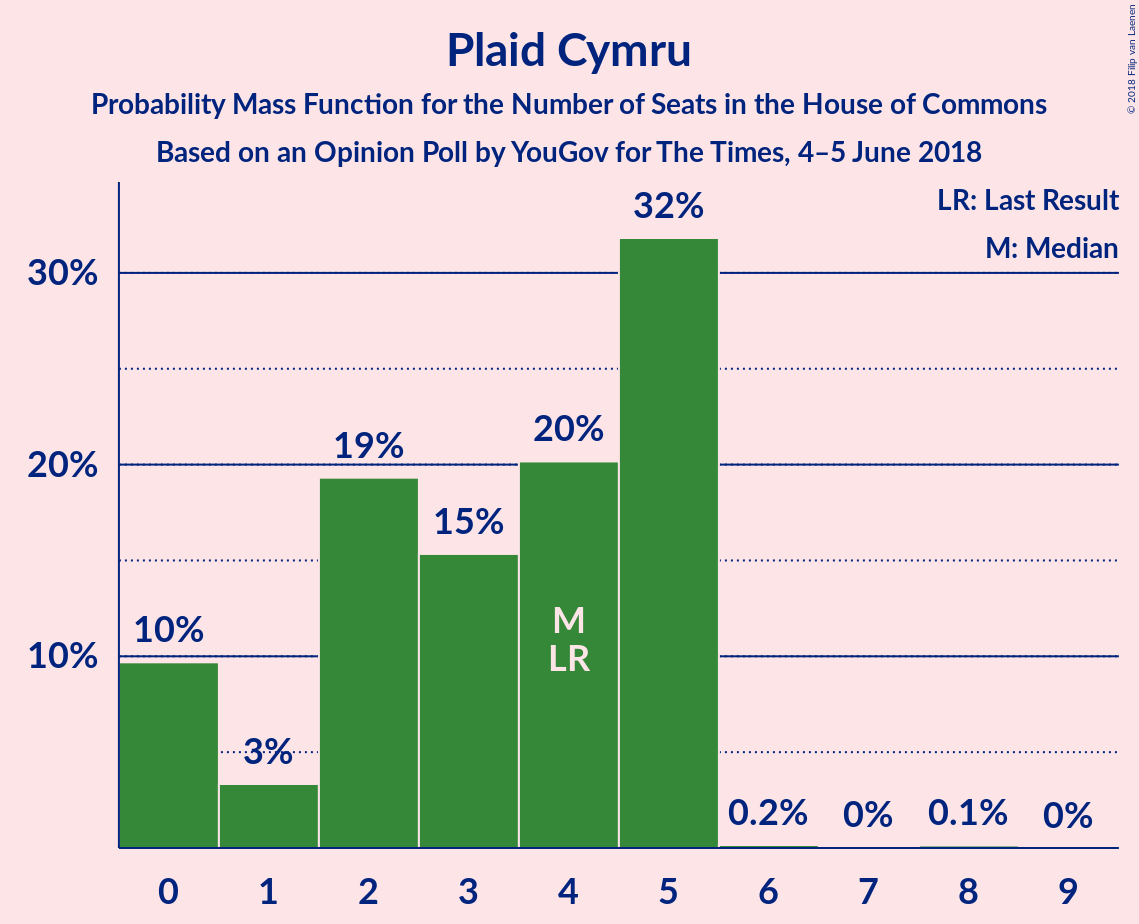 Plaid Cymru
Probability Mass Function for the Number of Seats in the House of Commons
Based on an Opinion Poll by YouGov for The Times, 4–5 June 2018
© 2018 Filip van Laenen
LR: Last Result
M: Median
30%
20%
10%
10%
3%
19%
15%
20%
32%
0.2%
0%
0.1%
0%
M
LR
0 1 2 3 4 5 6 7 8 9